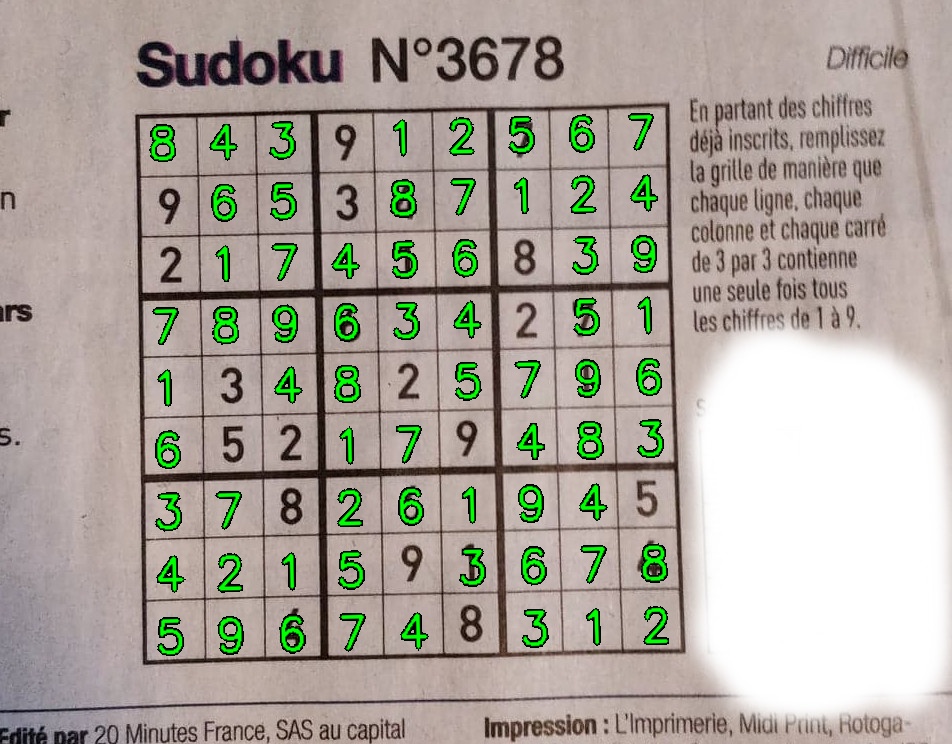 Sudoku N°3678
Difficile
8 4 3 9 1 2 5 6 7
9 6 5 3 8 7 1 2 4
2 1 7 4 5 6 8 3 9
7 8 9 6 3 4 2 5 1
1 3 4 8 2 5 7 9 6
6 5 2 1 7 9 4 8 3
3 7 8 2 6 1 9 4 5
4 2 1 5 9 3 6 7 8
5 9 6 7 4 8 3 1 2
En partant des chiffres
déjà inscrits, remplissez
la grille de manière que
chaque ligne, chaque
colonne et chaque carré
de 3 par 3 contienne
une seule fois tous
les chiffres de 1 à 9.
Edité par 20 Minutes France, SAS au capital
Impression : L'Imprimerie, Midi Print, Rotoga-